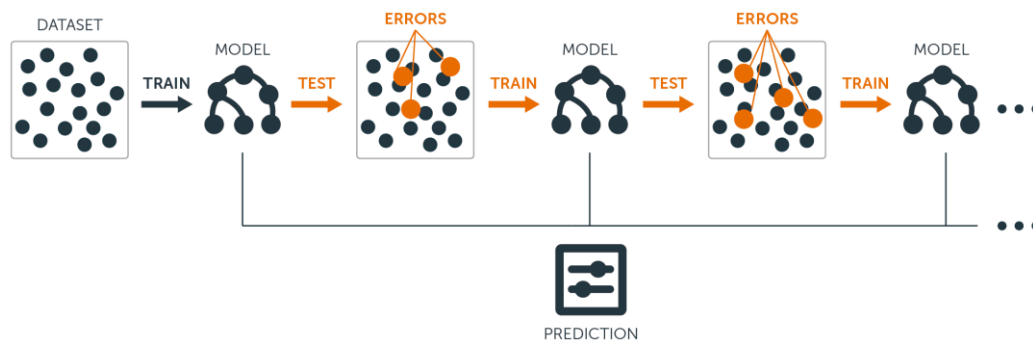 DATASET
MODEL
TRAIN
TEST
ERRORS
TRAIN
MODEL
TEST
ERRORS
TRAIN
MODEL
PREDICTION